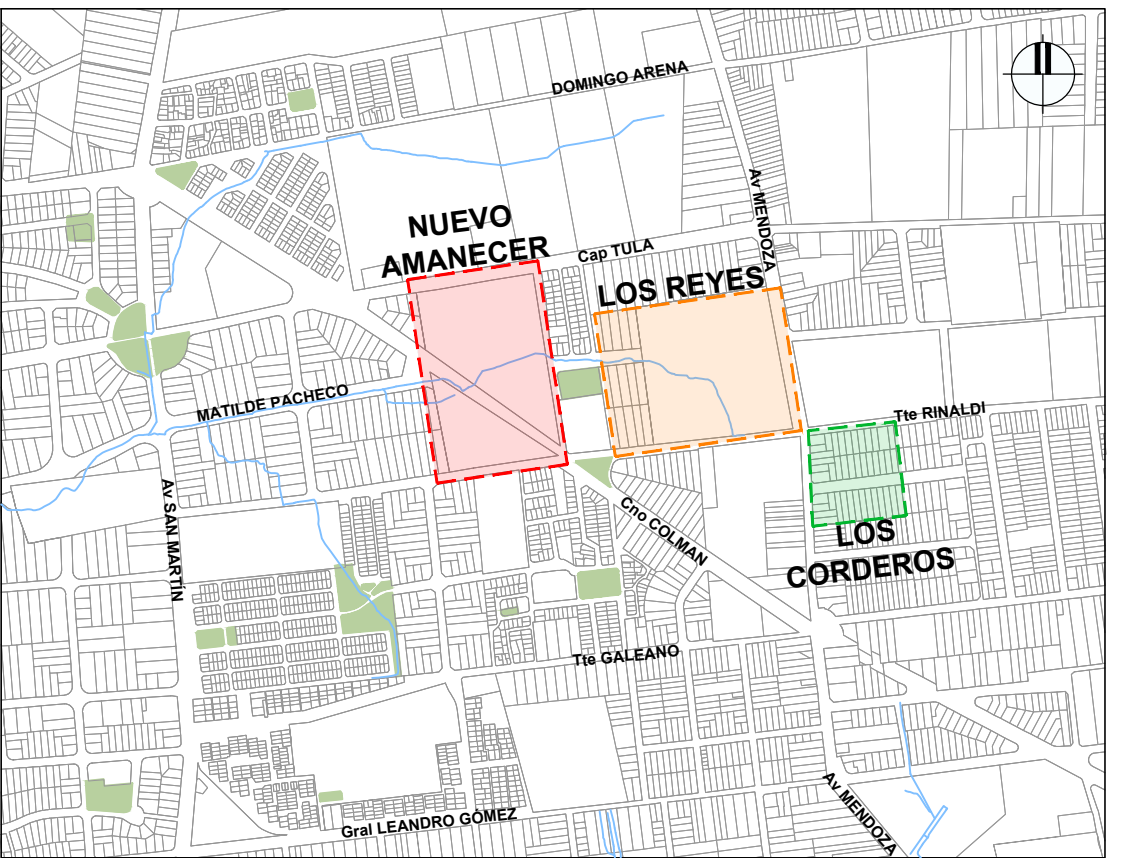 DOMINGO ARENA
Av MENDOZA
NUEVO
AMANECER
Cap TULA
LOS REYES
MATILDE PACHECO
Tte RINALDI
Av SAN MARTÍN
Cno COLMAN
LOS
CORDEROS
Tte GALEANO
Av MENDOZA
Gral LEANDRO GÓMEZ